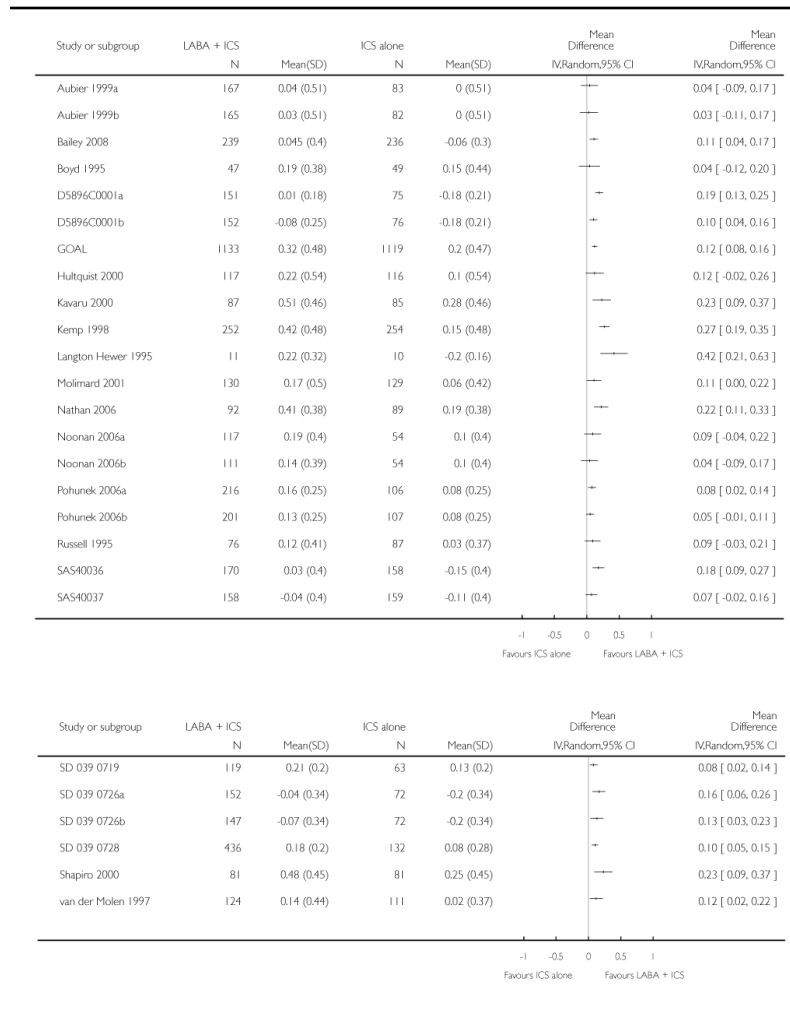 Mean Mean
Study or subgroup LABA + ICS ICS alone Difference Difference
N Mean(SD) N Mean(SD) IV,Random,95% CI IV,Random,95% CI
Aubier 1999a 167 0.04 (0.51) 83 0 (0.51) 0.04 [ -0.09, 0.17 ]
Aubier 1999b 165 0.03 (0.51) 82 0 (0.51) 0.03 [ -0.11, 0.17 ]
Bailey 2008 239 0.045 (0.4) 236 -0.06 (0.3) 0.11 [ 0.04, 0.17 ]
Boyd 1995 47 0.19 (0.38) 49 0.15 (0.44) 0.04 [ -0.12, 0.20 ]
D5896C0001a 151 0.01 (0.18) 75 -0.18 (0.21) 0.19 [ 0.13, 0.25 ]
D5896C0001b 152 -0.08 (0.25) 76 -0.18 (0.21) 0.10 [ 0.04, 0.16 ]
GOAL 1133 0.32 (0.48) 1119 0.2 (0.47) 0.12 [ 0.08, 0.16 ]
Hultquist 2000 117 0.22 (0.54) 116 0.1 (0.54) 0.12 [ -0.02, 0.26 ]
Kavaru 2000 87 0.51 (0.46) 85 0.28 (0.46) 0.23 [ 0.09, 0.37 ]
Kemp 1998 252 0.42 (0.48) 254 0.15 (0.48) 0.27 [ 0.19, 0.35 ]
Langton Hewer 1995 11 0.22 (0.32) 10 -0.2 (0.16) 0.42 [ 0.21, 0.63 ]
Molimard 2001 130 0.17 (0.5) 129 0.06 (0.42) 0.11 [ 0.00, 0.22 ]
Nathan 2006 92 0.41 (0.38) 89 0.19 (0.38) 0.22 [ 0.11, 0.33 ]
Noonan 2006a 117 0.19 (0.4) 54 0.1 (0.4) 0.09 [ -0.04, 0.22 ]
Noonan 2006b 111 0.14 (0.39) 54 0.1 (0.4) 0.04 [ -0.09, 0.17 ]
Pohunek 2006a 216 0.16 (0.25) 106 0.08 (0.25) 0.08 [ 0.02, 0.14 ]
Pohunek 2006b 201 0.13 (0.25) 107 0.08 (0.25) 0.05 [ -0.01, 0.11 ]
Russell 1995 76 0.12 (0.41) 87 0.03 (0.37) 0.09 [ -0.03, 0.21 ]
SAS40036 170 0.03 (0.4) 158 -0.15 (0.4) 0.18 [ 0.09, 0.27 ]
SAS40037 158 -0.04 (0.4) 159 -0.11 (0.4) 0.07 [ -0.02, 0.16 ]
-1 -0.5 0 0.5 1
Favours ICS alone Favours LABA + ICS
Mean Mean
Study or subgroup LABA + ICS ICS alone Difference Difference
N Mean(SD) N Mean(SD) IV,Random,95% CI IV,Random,95% CI
SD 039 0719 119 0.21 (0.2) 63 0.13 (0.2) 0.08 [ 0.02, 0.14 ]
SD 039 0726a 152 -0.04 (0.34) 72 -0.2 (0.34) 0.16 [ 0.06, 0.26 ]
SD 039 0726b 147 -0.07 (0.34) 72 -0.2 (0.34) 0.13 [ 0.03, 0.23 ]
SD 039 0728 436 0.18 (0.2) 132 0.08 (0.28) 0.10 [ 0.05, 0.15 ]
Shapiro 2000 81 0.48 (0.45) 81 0.25 (0.45) 0.23 [ 0.09, 0.37 ]
van der Molen 1997 124 0.14 (0.44) 111 0.02 (0.37) 0.12 [ 0.02, 0.22 ]
-1 -0.5 0 0.5 1
Favours ICS alone Favours LABA + ICS